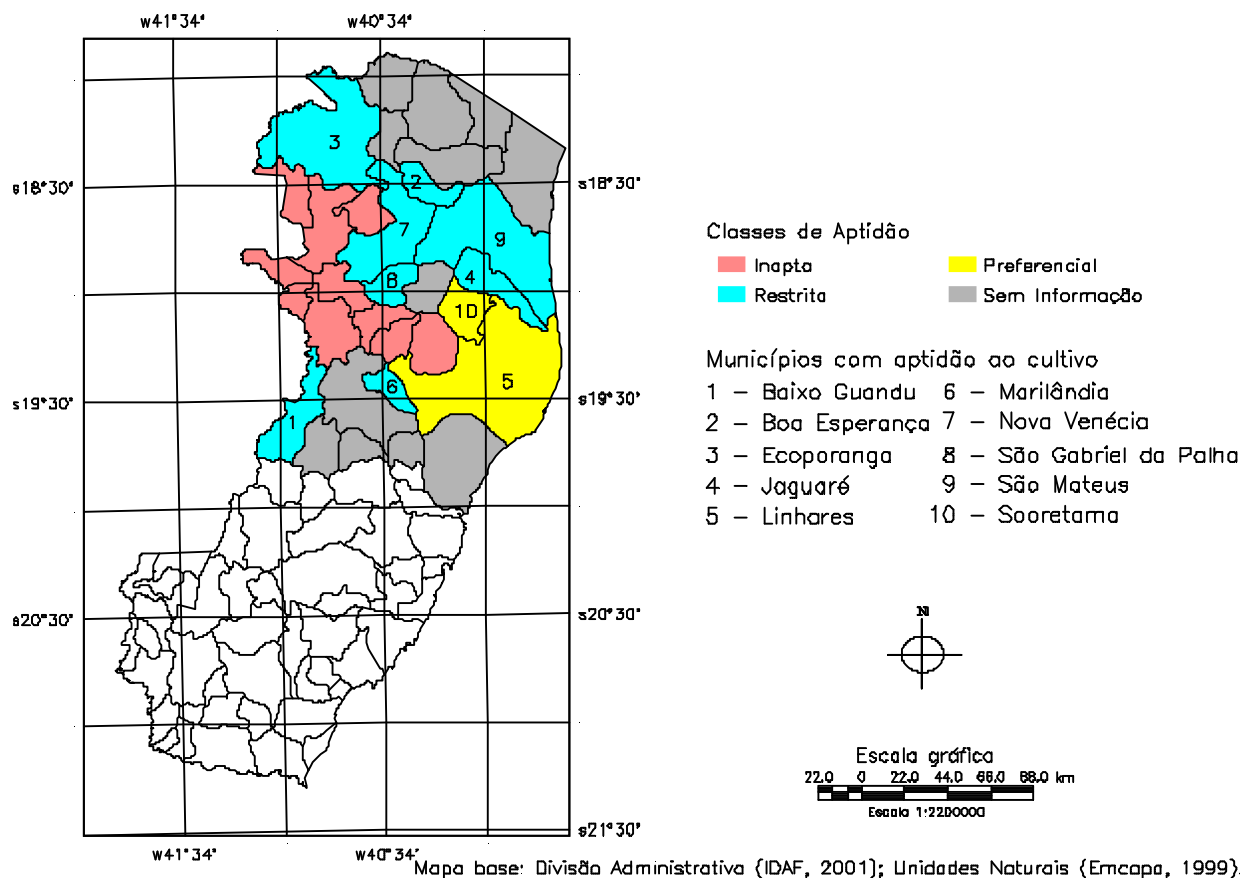 w41°34' w40°34'
3
2
s18°30' s18°30'
7 9
8 4
10
Classes de Aptidão
Inapta Preferencial
Restrita Sem Informação
5
6
s19°30' s19°30'
1
Municípios com aptidão ao cultivo
1 - Baixo Guandu 6 - Marilândia
2 - Boa Esperança 7 - Nova Venécia
3 - Ecoporanga 8 - São Gabriel da Palha
4 - Jaguaré 9 - São Mateus
5 - Linhares 10 - Sooretama
s20°30' s20°30'
N
Escala gráfica
22.0 0 22.0 44.0 66.0 88.0 km
Escala 1:2200000
s21°30'
w41°34' w40°34'
Mapa base: Divisão Administrativa (IDAF, 2001); Unidades Naturais (Emcapa, 1999).